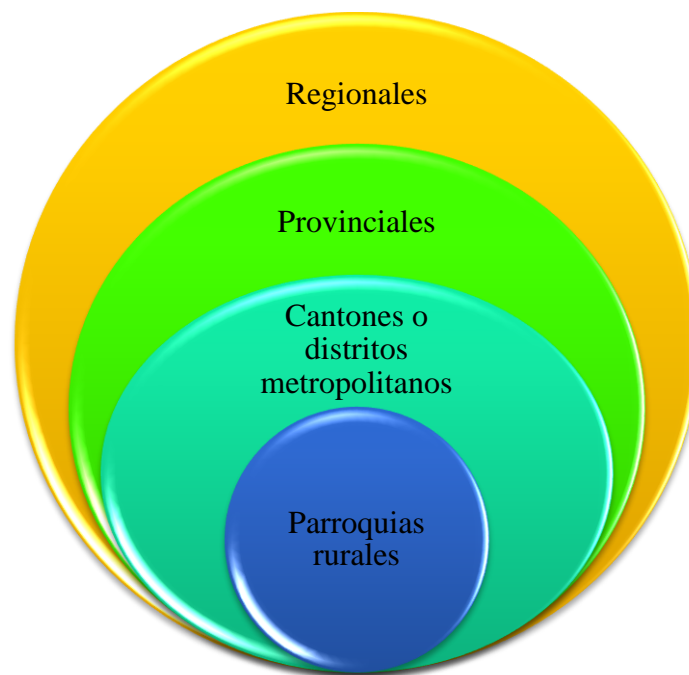 Regionales
Provinciales
Cantones o
distritos
metropolitanos
Parroquias
rurales